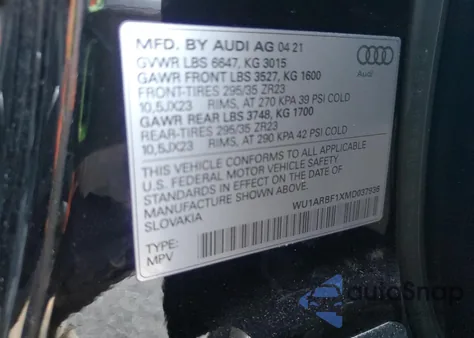 MFD. BY AUDI AG 04 21
GVWR LBS 6647, KG 3015
GAWR FRONT LBS 3527, KG 1600
FRONT-TIRES 295/35 ZR23
10,5JX23 RIMS, AT 270 KPA 39 PSI COLD
GAWR REAR LBS 3748, KG 1700
REAR-TIRES 295/35 ZR23
10,5JX23 RIMS, AT 290 KPA 42 PSI COLD
THIS VEHICLE CONFORMS TO ALL APPLICABLE
U.S. FEDERAL MOTOR VEHICLE SAFETY
STANDARDS IN EFFECT ON THE DATE OF
MANUFACTURE SHOWN ABOVE.
SLOVAKIA
WU1ARBF1XMD037535
TYPE:
MPV
Audi
autoSnap